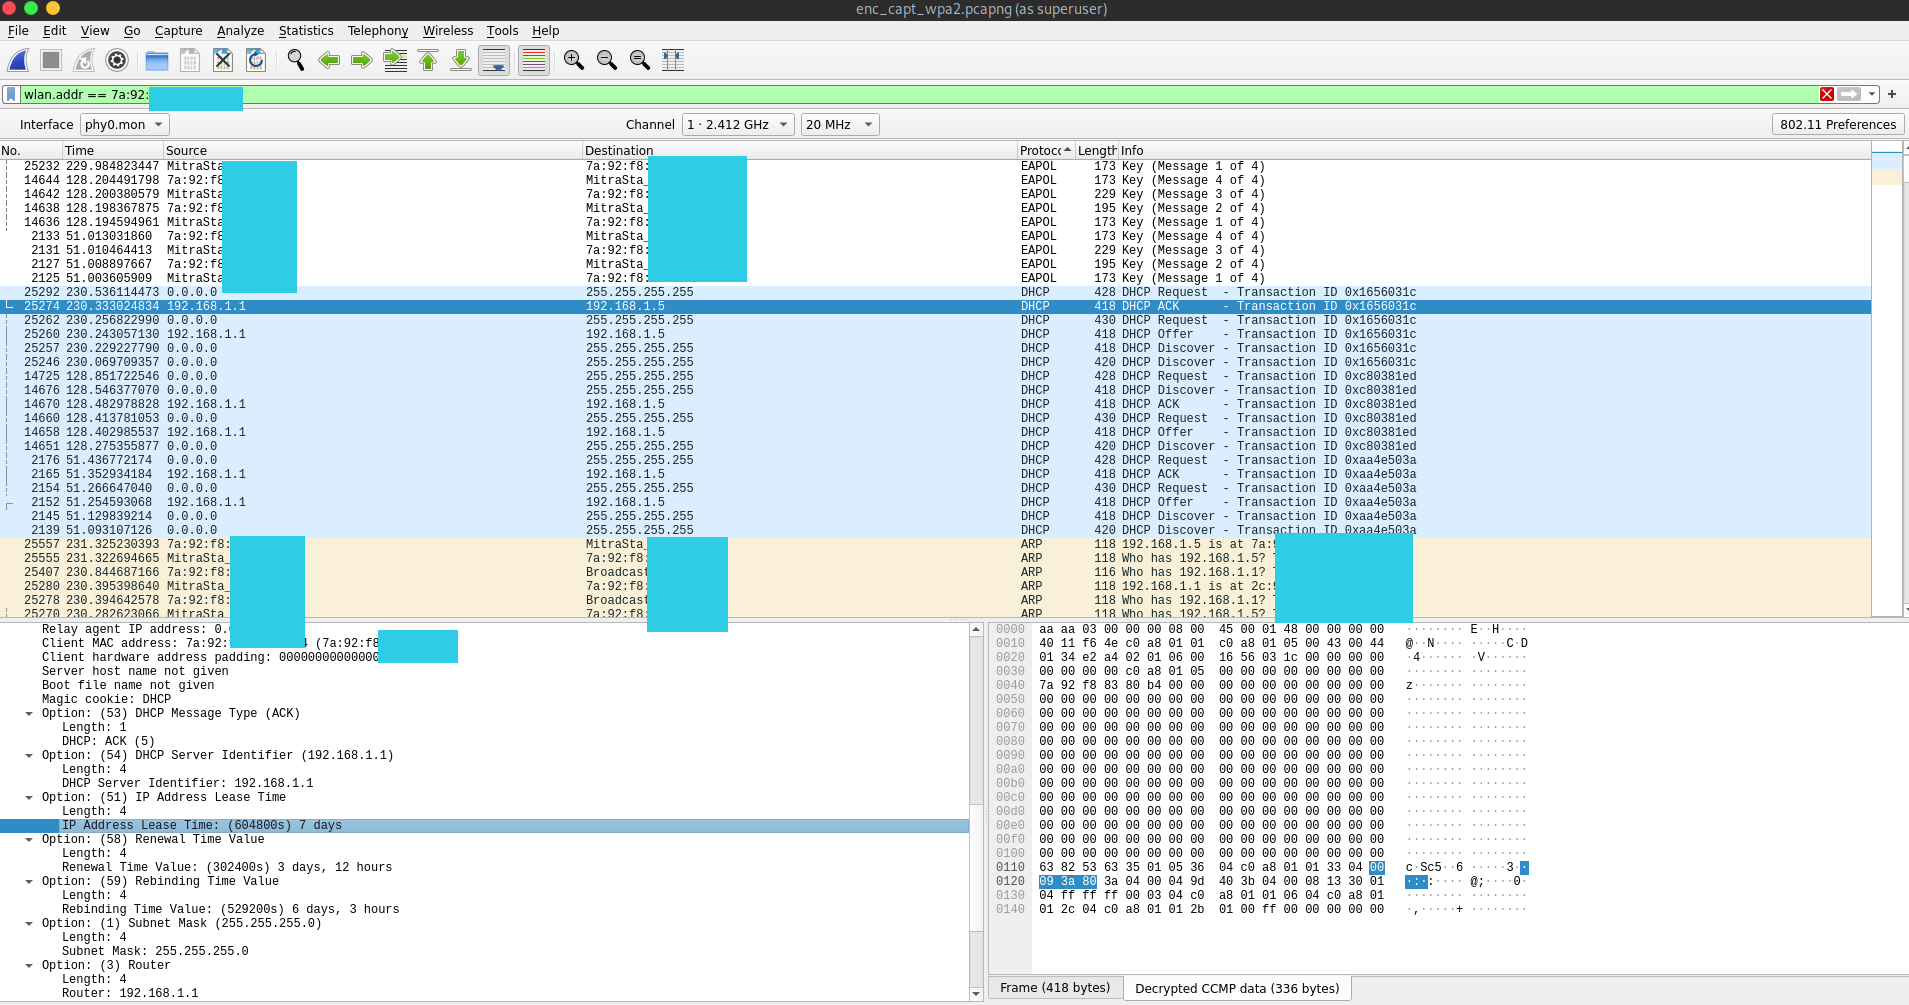 enc_capt_wpa2.pcapng (as superuser)
File Edit View Go Capture Analyze Statistics Telephony Wireless Tools Help
wlan.addr == 7a:92:
Interface phy0.mon Channel 1 · 2.412 GHz 20 MHz 802.11 Preferences
No. Time Source Destination Protoc Length Info
25232 229.984823447 MitraSta 7a:92:f8: EAPOL 173 Key (Message 1 of 4)
14644 128.204491798 7a:92:f8 MitraSta_ EAPOL 173 Key (Message 4 of 4)
14642 128.200380579 MitraSta 7a:92:f8: EAPOL 229 Key (Message 3 of 4)
14638 128.198367875 7a:92:f8 MitraSta_ EAPOL 195 Key (Message 2 of 4)
14636 128.194594961 MitraSta 7a:92:f8: EAPOL 173 Key (Message 1 of 4)
2133 51.013031860 7a:92:f8 MitraSta_ EAPOL 173 Key (Message 4 of 4)
2131 51.010464413 MitraSta 7a:92:f8: EAPOL 229 Key (Message 3 of 4)
2127 51.008897667 7a:92:f8 MitraSta_ EAPOL 195 Key (Message 2 of 4)
2125 51.003605909 MitraSta 7a:92:f8: EAPOL 173 Key (Message 1 of 4)
25292 230.536114473 0.0.0.0 255.255.255.255 DHCP 428 DHCP Request - Transaction ID 0x1656031c
25274 230.333024834 192.168.1.1 192.168.1.5 DHCP 418 DHCP ACK - Transaction ID 0x1656031c
25262 230.256822990 0.0.0.0 255.255.255.255 DHCP 430 DHCP Request - Transaction ID 0x1656031c
25260 230.243057130 192.168.1.1 192.168.1.5 DHCP 418 DHCP Offer - Transaction ID 0x1656031c
25257 230.229227790 0.0.0.0 255.255.255.255 DHCP 418 DHCP Discover - Transaction ID 0x1656031c
25246 230.069709357 0.0.0.0 255.255.255.255 DHCP 420 DHCP Discover - Transaction ID 0x1656031c
14725 128.851722546 0.0.0.0 255.255.255.255 DHCP 428 DHCP Request - Transaction ID 0xc80381ed
14676 128.546377070 0.0.0.0 255.255.255.255 DHCP 418 DHCP Discover - Transaction ID 0xc80381ed
14670 128.482978828 192.168.1.1 192.168.1.5 DHCP 418 DHCP ACK - Transaction ID 0xc80381ed
14660 128.413781053 0.0.0.0 255.255.255.255 DHCP 430 DHCP Request - Transaction ID 0xc80381ed
14658 128.402985537 192.168.1.1 192.168.1.5 DHCP 418 DHCP Offer - Transaction ID 0xc80381ed
14651 128.275355877 0.0.0.0 255.255.255.255 DHCP 420 DHCP Discover - Transaction ID 0xc80381ed
2176 51.436772174 0.0.0.0 255.255.255.255 DHCP 428 DHCP Request - Transaction ID 0xaa4e503a
2165 51.352934184 192.168.1.1 192.168.1.5 DHCP 418 DHCP ACK - Transaction ID 0xaa4e503a
2154 51.266647040 0.0.0.0 255.255.255.255 DHCP 430 DHCP Request - Transaction ID 0xaa4e503a
2152 51.254593068 192.168.1.1 192.168.1.5 DHCP 418 DHCP Offer - Transaction ID 0xaa4e503a
2145 51.129839214 0.0.0.0 255.255.255.255 DHCP 418 DHCP Discover - Transaction ID 0xaa4e503a
2139 51.093107126 0.0.0.0 255.255.255.255 DHCP 420 DHCP Discover - Transaction ID 0xaa4e503a
25557 231.325230393 7a:92:f8: MitraSta_ ARP 118 192.168.1.5 is at 7a:
25555 231.322694665 MitraSta_ 7a:92:f8: ARP 118 Who has 192.168.1.5?
25407 230.844687166 7a:92:f8: Broadcast ARP 116 Who has 192.168.1.1?
25280 230.395398640 MitraSta_ 7a:92:f8: ARP 118 192.168.1.1 is at 2c:
25278 230.394642578 7a:92:f8: Broadcast ARP 118 Who has 192.168.1.1?
25270 230.282623066 MitraSta_ 7a:92:f8: ARP 118 Who has 192.168.1.5?
Relay agent IP address: 0.
Client MAC address: 7a:92: (7a:92:f8
Client hardware address padding: 00000000000000
Server host name not given
Boot file name not given
Magic cookie: DHCP
Option: (53) DHCP Message Type (ACK)
Length: 1
DHCP: ACK (5)
Option: (54) DHCP Server Identifier (192.168.1.1)
Length: 4
DHCP Server Identifier: 192.168.1.1
Option: (51) IP Address Lease Time
Length: 4
IP Address Lease Time: (604800s) 7 days
Option: (58) Renewal Time Value
Length: 4
Renewal Time Value: (302400s) 3 days, 12 hours
Option: (59) Rebinding Time Value
Length: 4
Rebinding Time Value: (529200s) 6 days, 3 hours
Option: (1) Subnet Mask (255.255.255.0)
Length: 4
Subnet Mask: 255.255.255.0
Option: (3) Router
Length: 4
Router: 192.168.1.1
0000 aa aa 03 00 00 00 08 00 45 00 01 48 00 00 00 00 ········ E··H····
0010 40 11 f6 4e c0 a8 01 01 c0 a8 01 05 00 43 00 44 @··N···· ·····C·D
0020 01 34 e2 a4 02 01 06 00 16 56 03 1c 00 00 00 00 ·4······ ·V······
0030 00 00 00 00 c0 a8 01 05 00 00 00 00 00 00 00 00 ········ ········
0040 7a 92 f8 83 80 b4 00 00 00 00 00 00 00 00 00 00 z······· ········
0050 00 00 00 00 00 00 00 00 00 00 00 00 00 00 00 00 ········ ········
0060 00 00 00 00 00 00 00 00 00 00 00 00 00 00 00 00 ········ ········
0070 00 00 00 00 00 00 00 00 00 00 00 00 00 00 00 00 ········ ········
0080 00 00 00 00 00 00 00 00 00 00 00 00 00 00 00 00 ········ ········
0090 00 00 00 00 00 00 00 00 00 00 00 00 00 00 00 00 ········ ········
00a0 00 00 00 00 00 00 00 00 00 00 00 00 00 00 00 00 ········ ········
00b0 00 00 00 00 00 00 00 00 00 00 00 00 00 00 00 00 ········ ········
00c0 00 00 00 00 00 00 00 00 00 00 00 00 00 00 00 00 ········ ········
00d0 00 00 00 00 00 00 00 00 00 00 00 00 00 00 00 00 ········ ········
00e0 00 00 00 00 00 00 00 00 00 00 00 00 00 00 00 00 ········ ········
00f0 00 00 00 00 00 00 00 00 00 00 00 00 00 00 00 00 ········ ········
0100 00 00 00 00 00 00 00 00 00 00 00 00 00 00 00 00 ········ ········
0110 63 82 53 63 35 01 05 36 04 c0 a8 01 01 33 04 00 c·Sc5··6 ·····3··
0120 09 3a 80 3a 04 00 04 9d 40 3b 04 00 08 13 30 01 ·:·:···· @;····0·
0130 04 ff ff ff 00 03 04 c0 a8 01 01 06 04 c0 a8 01 ········ ········
0140 01 2c 04 c0 a8 01 01 2b 01 00 ff 00 00 00 00 00 ·,·····+ ········
Frame (418 bytes) Decrypted CCMP data (336 bytes)